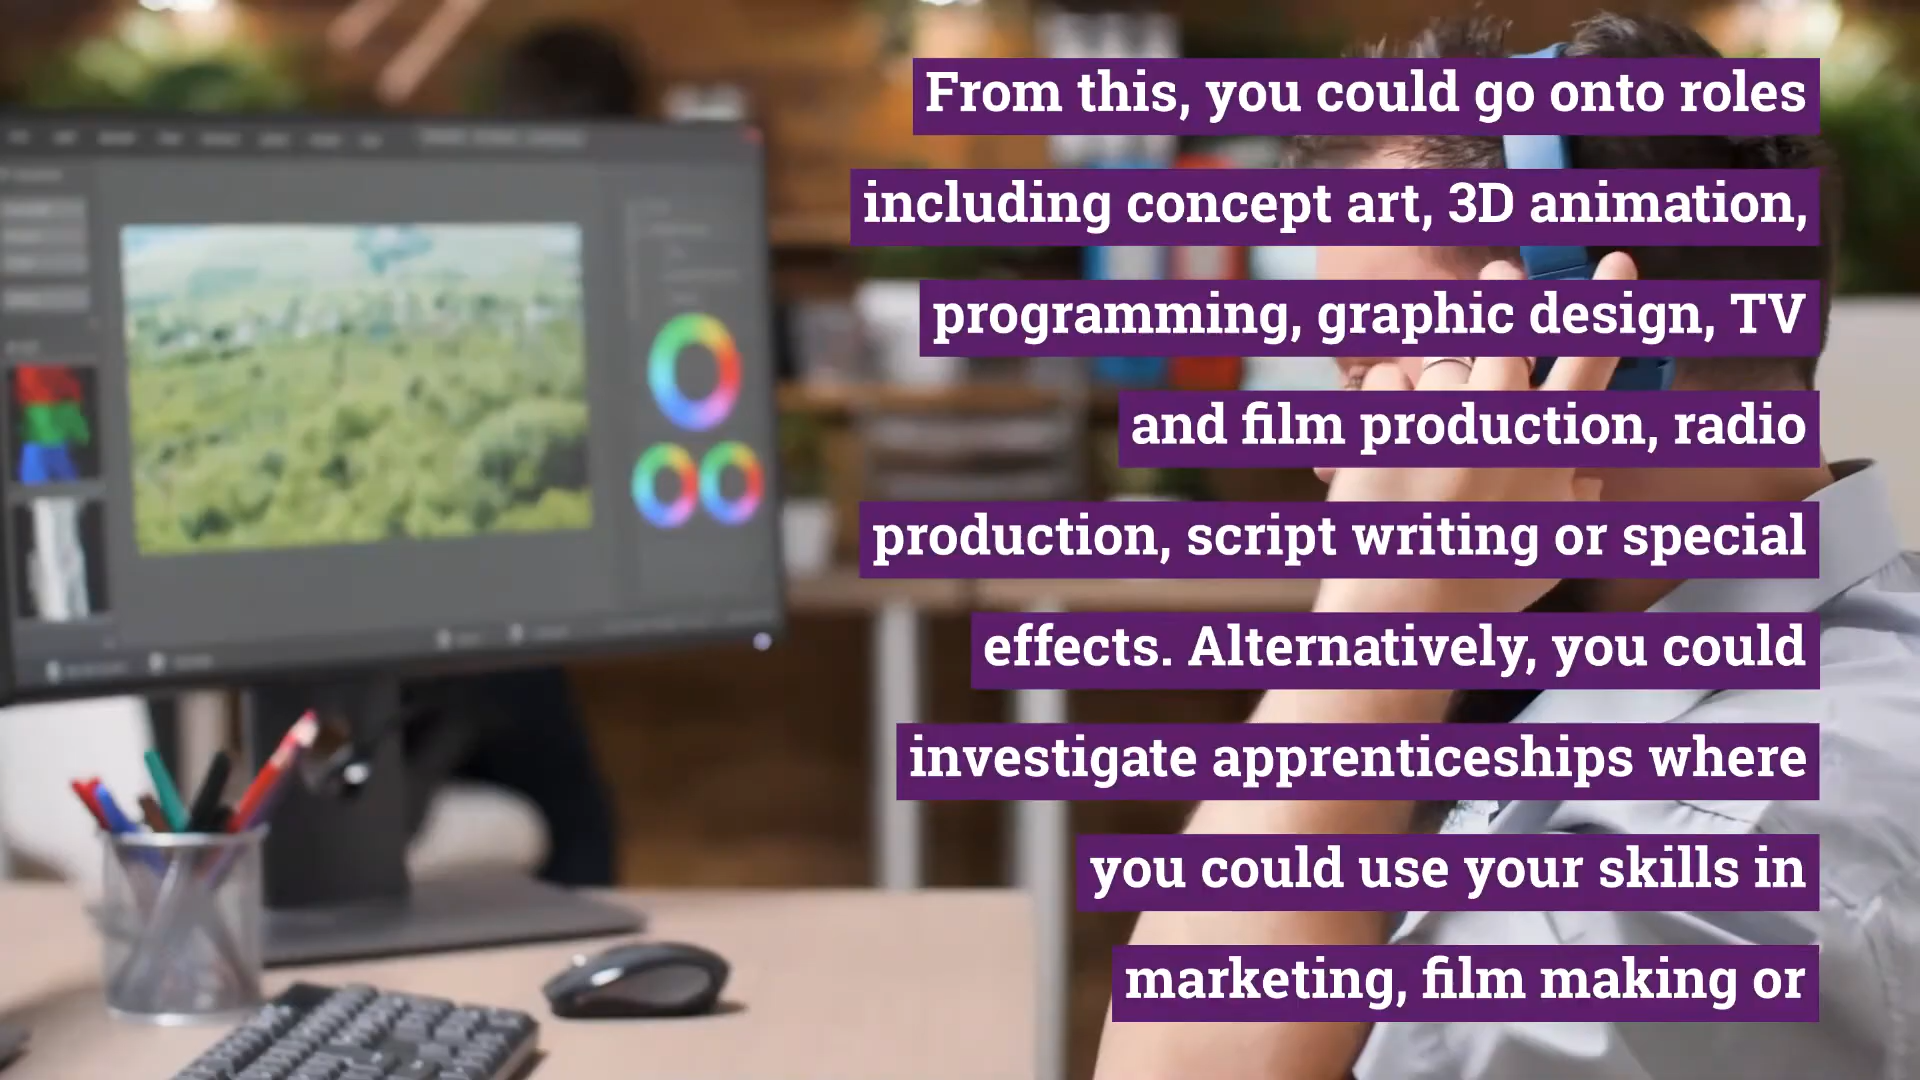 From this, you could go onto roles
including concept art, 3D animation,
programming, graphic design, TV
and film production, radio
production, script writing or special
effects. Alternatively, you could
investigate apprenticeships where
you could use your skills in
marketing, film making or